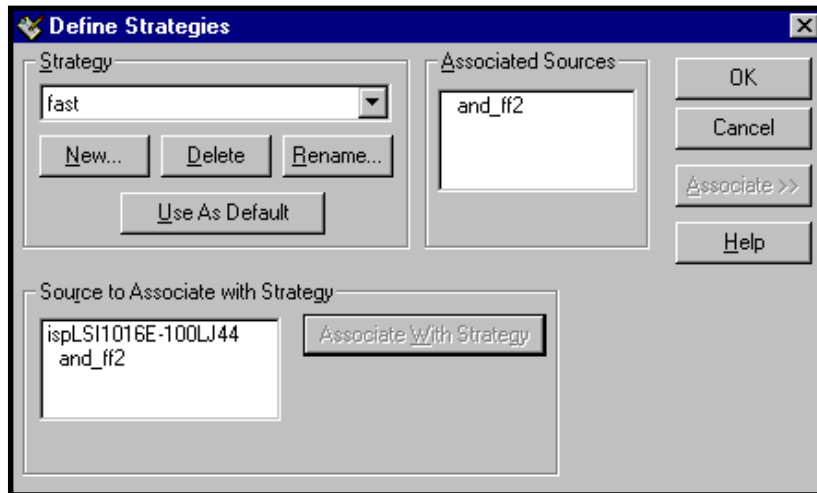 Define Strategies
Strategy
fast
New...
Delete
Rename...
Use As Default
Associated Sources
and_ff2
OK
Cancel
Associate >>
Help
Source to Associate with Strategy
ispLSI1016E-100LJ44
and_ff2
Associate With Strategy